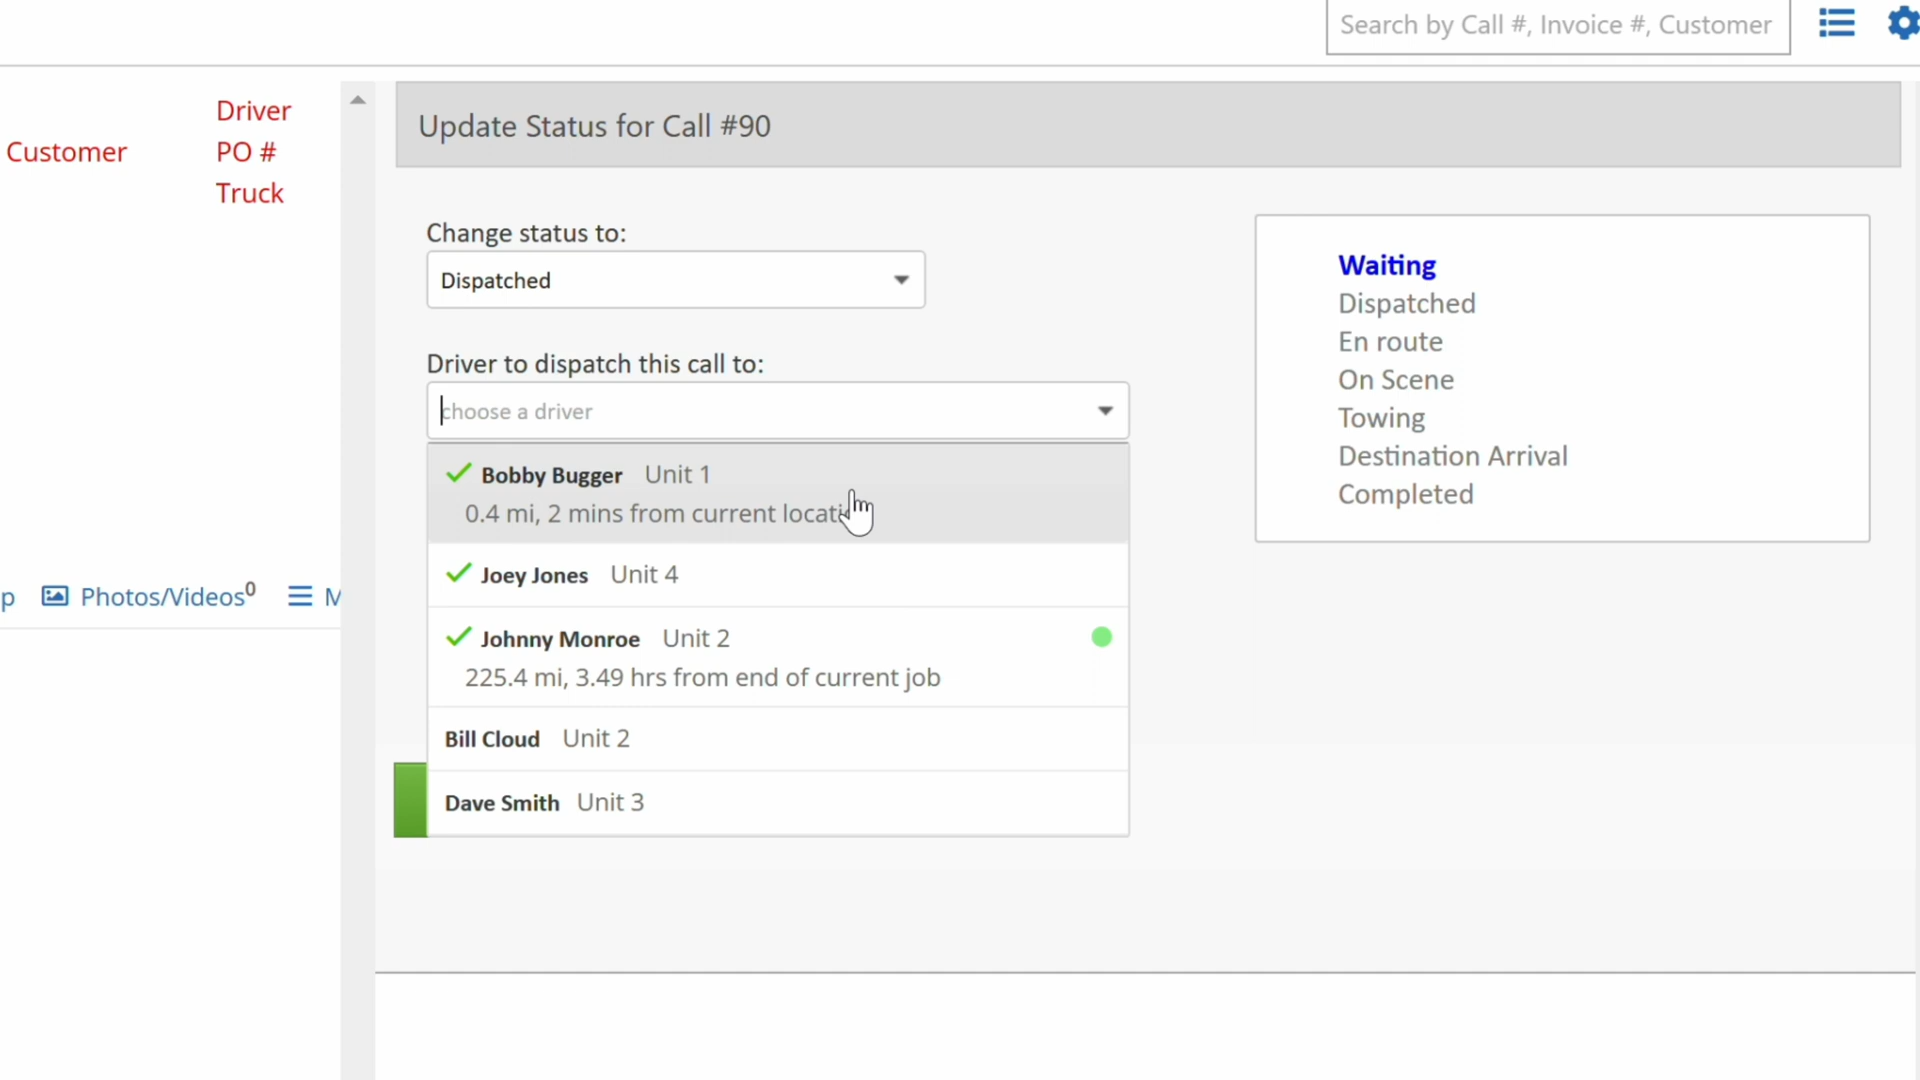 Search by Call #, Invoice #, Customer
Driver
Customer
PO #
Truck
p
Photos/Videos0
M
Update Status for Call #90
Change status to:
Dispatched
Driver to dispatch this call to:
choose a driver
Bobby Bugger Unit 1
0.4 mi, 2 mins from current
Joey Jones Unit 4
Johnny Monroe Unit 2
225.4 mi, 3.49 hrs from end of current job
Bill Cloud Unit 2
Dave Smith Unit 3
Waiting
Dispatched
En route
On Scene
Towing
Destination Arrival
Completed